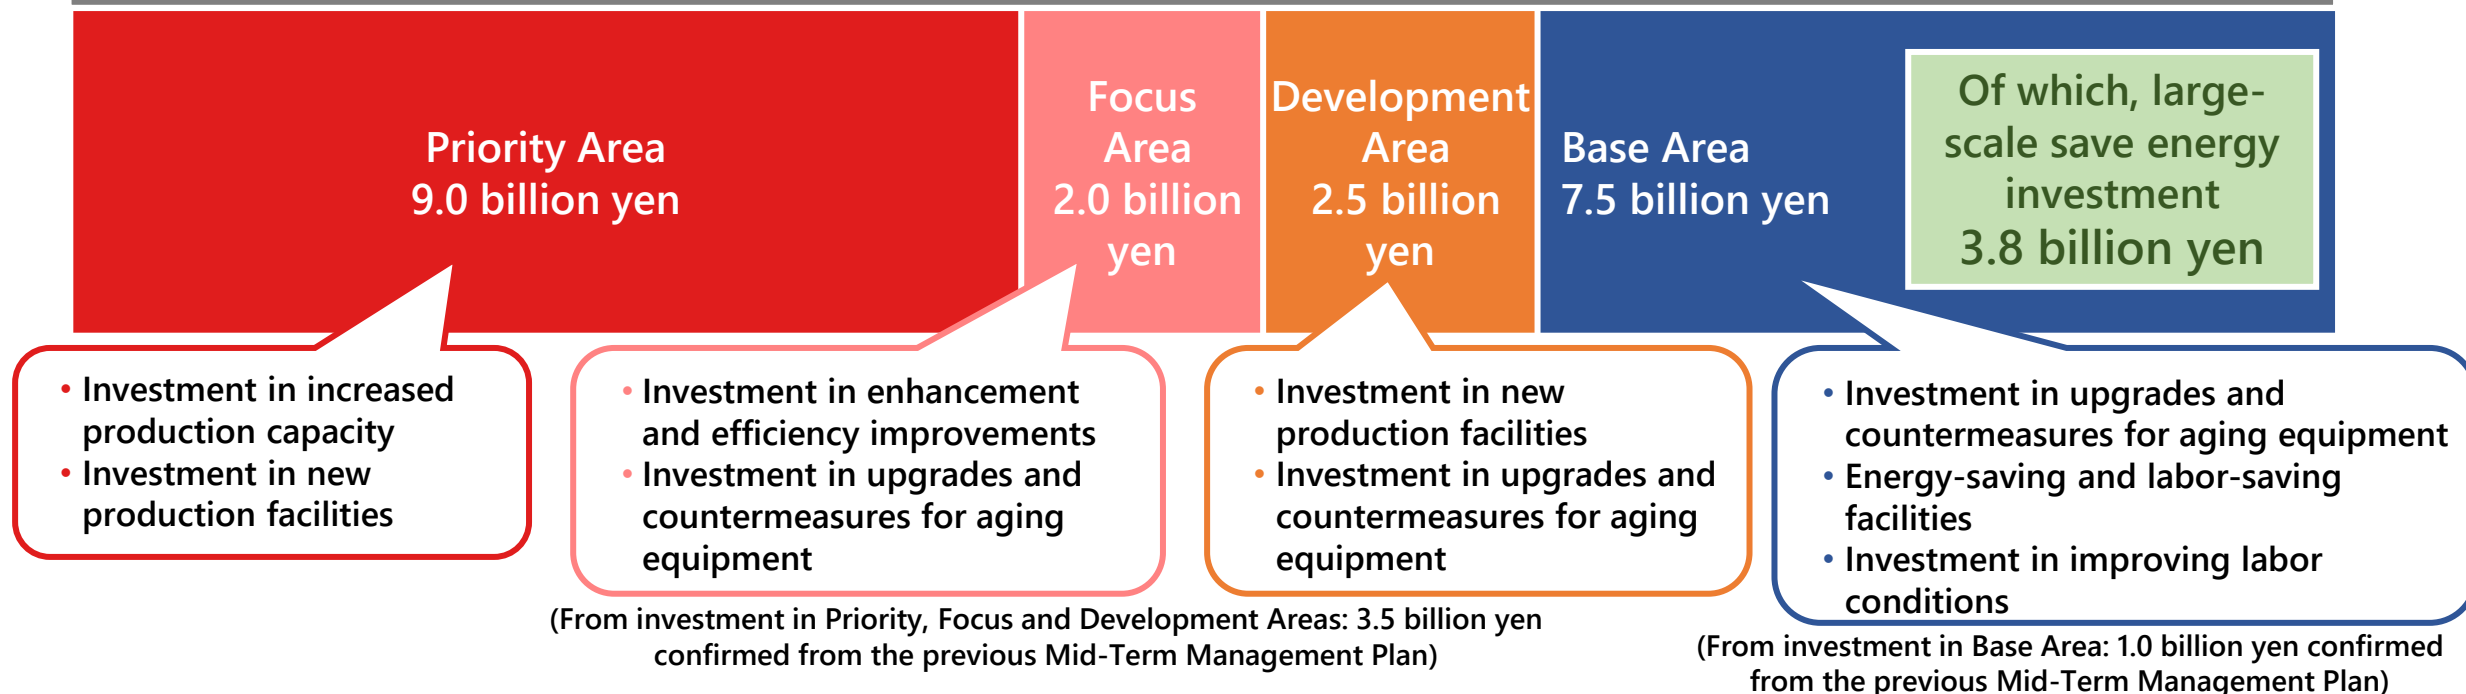 Priority Area
9.0 billion yen
Focus
Area
2.0 billion
yen
Development
Area
2.5 billion
yen
Base Area
7.5 billion yen
Of which, large-
scale save energy
investment
3.8 billion yen
• Investment in increased
production capacity
• Investment in new
production facilities
• Investment in enhancement
and efficiency improvements
• Investment in upgrades and
countermeasures for aging
equipment
• Investment in new
production facilities
• Investment in upgrades and
countermeasures for aging
equipment
• Investment in upgrades and
countermeasures for aging equipment
• Energy-saving and labor-saving
facilities
• Investment in improving labor
conditions
(From investment in Priority, Focus and Development Areas: 3.5 billion yen
confirmed from the previous Mid-Term Management Plan)
(From investment in Base Area: 1.0 billion yen confirmed
from the previous Mid-Term Management Plan)